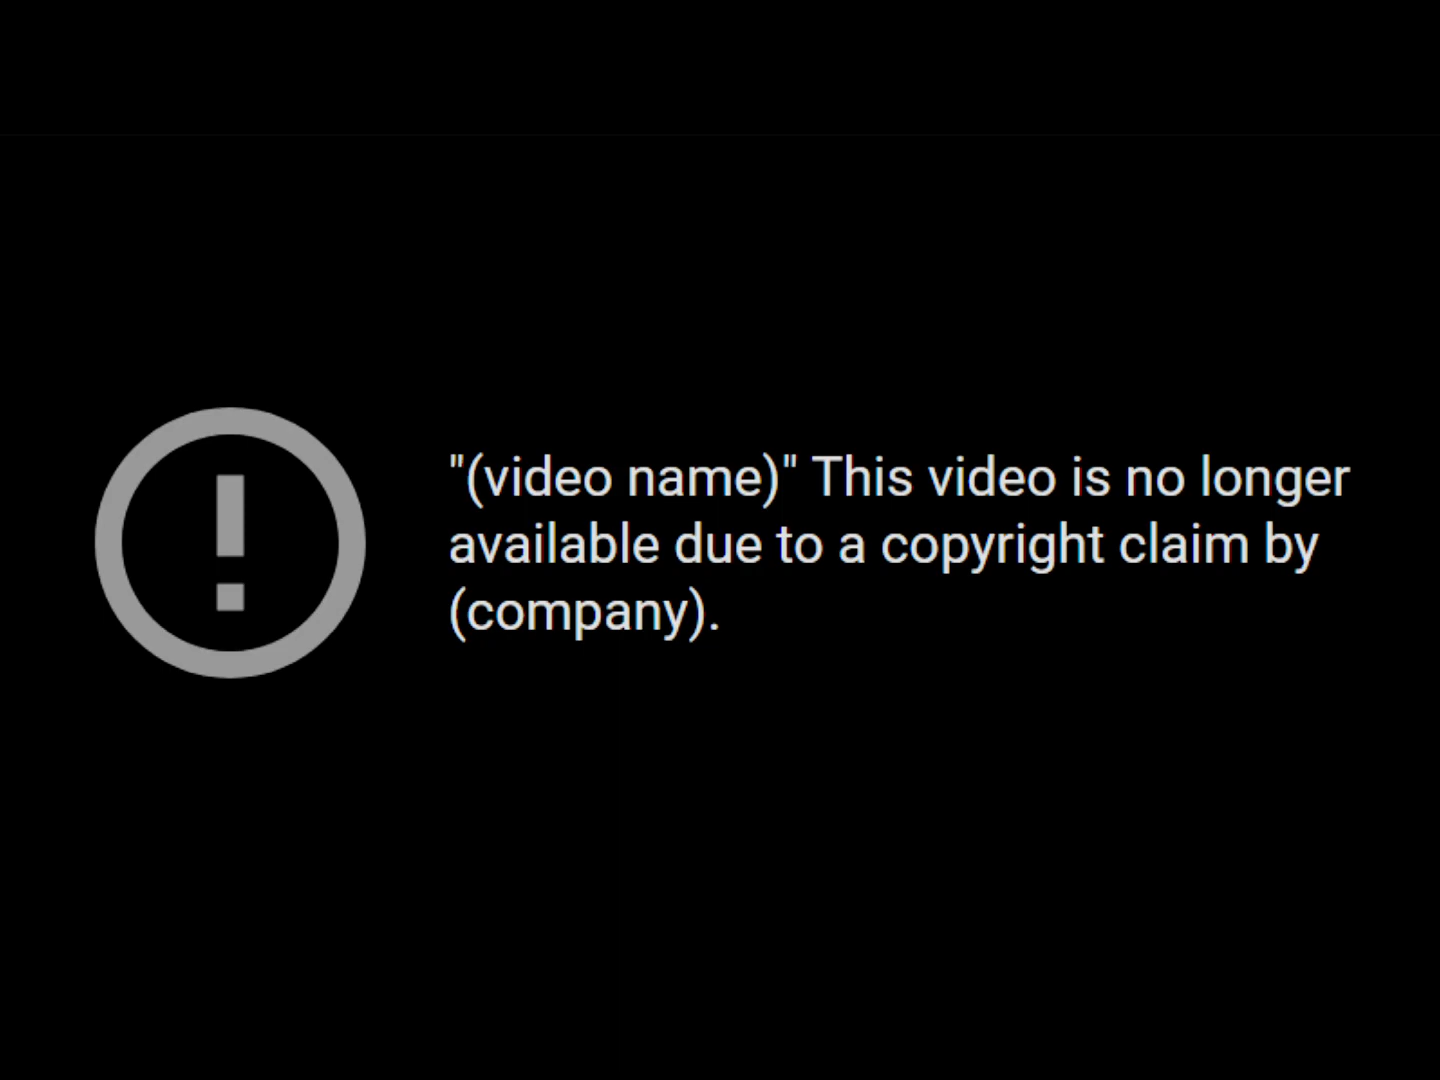 "(video name)" This video is no longer
available due to a copyright claim by
(company).